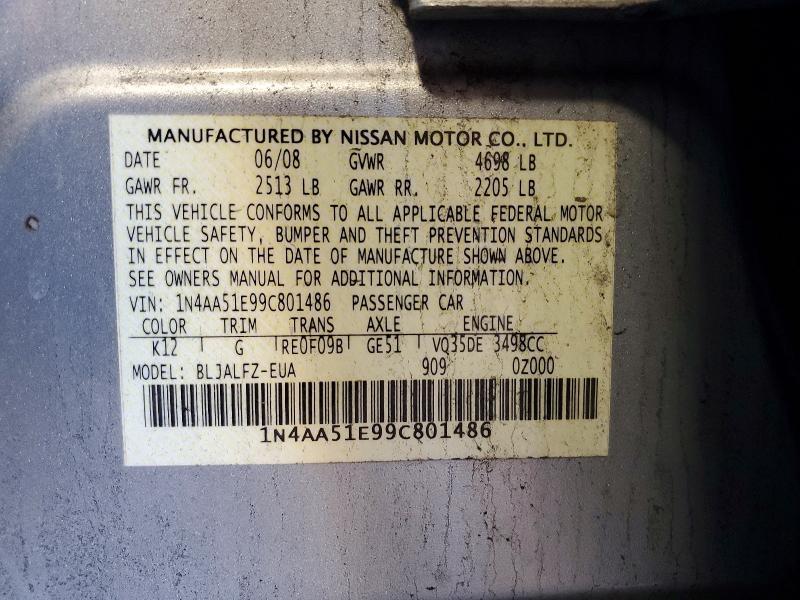 MANUFACTURED BY NISSAN MOTOR CO., LTD.
DATE 06/08 GVWR 4698 LB
GAWR FR. 2513 LB GAWR RR. 2205 LB
THIS VEHICLE CONFORMS TO ALL APPLICABLE FEDERAL MOTOR
VEHICLE SAFETY, BUMPER AND THEFT PREVENTION STANDARDS
IN EFFECT ON THE DATE OF MANUFACTURE SHOWN ABOVE.
SEE OWNERS MANUAL FOR ADDITIONAL INFORMATION.
VIN: 1N4AA51E99C801486 PASSENGER CAR
COLOR TRIM TRANS AXLE ENGINE
K12 G RE0F09B GE51 VQ35DE 3498CC
MODEL: BLJALFZ-EUA 909 0Z000
1N4AA51E99C801486